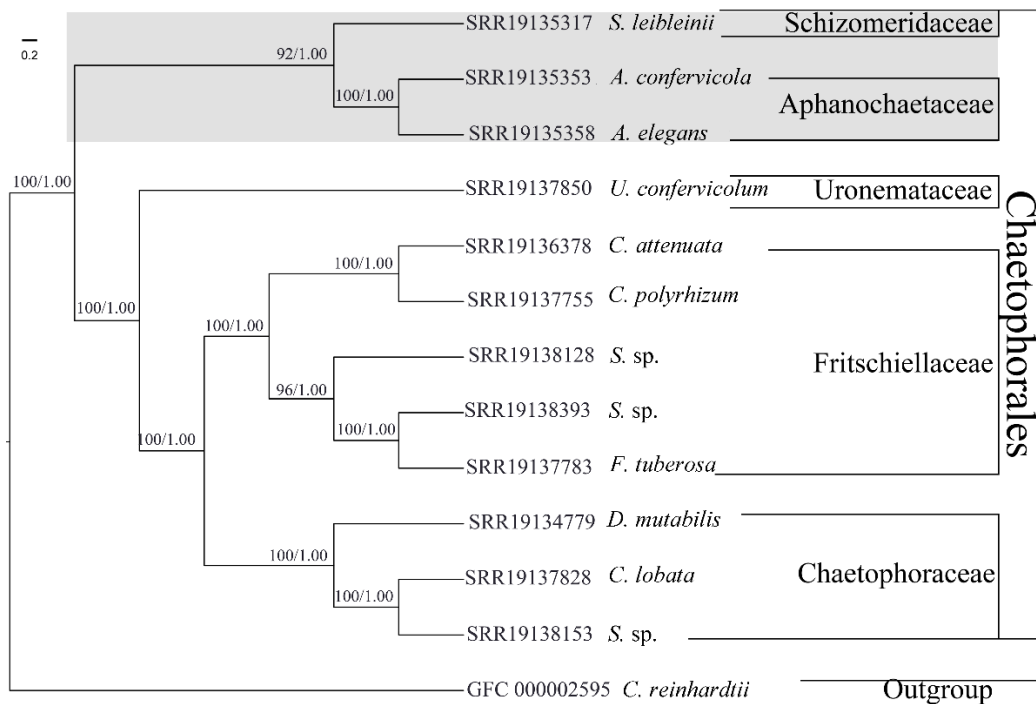 SRR19135317 S. leibleinii Schizomeridaceae
0.2
92/1.00
SRR19135353 A. confervicola
100/1.00
Aphanochaetaceae
SRR19135358 A. elegans
100/1.00
SRR19137850 U. confervicolum Uronemataceae
SRR19136378 C. attenuata
100/1.00
SRR19137755 C. polyrhizum
100/1.00
100/1.00
SRR19138128 S. sp.
Fritschiellaceae
96/1.00
SRR19138393 S. sp.
100/1.00
100/1.00
SRR19137783 F. tuberosa
Chaetophorales
SRR19134779 D. mutabilis
100/1.00
SRR19137828 C. lobata Chaetophoraceae
100/1.00
SRR19138153 S. sp.
GFC 000002595 C. reinhardtii Outgroup